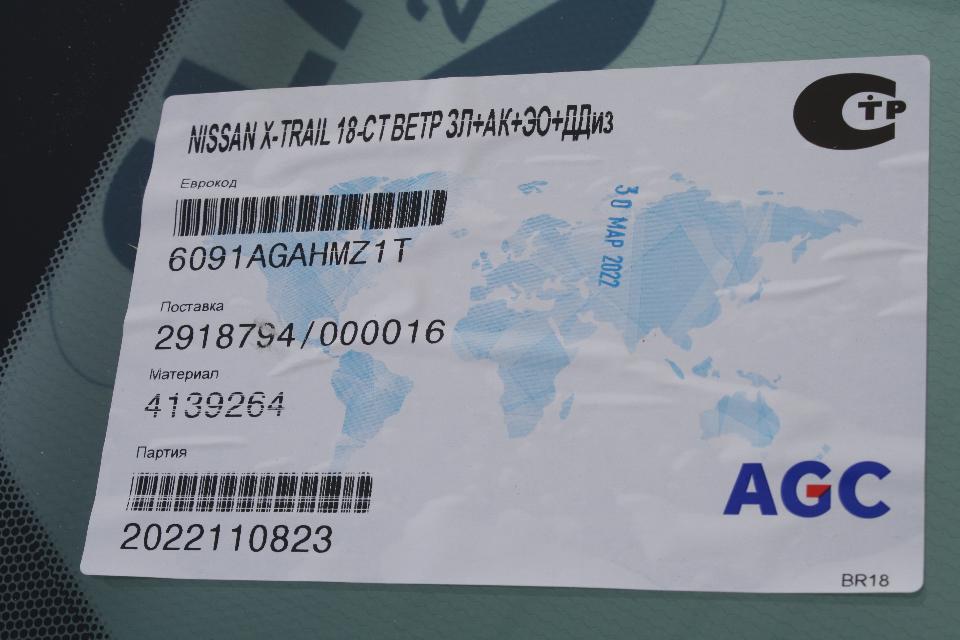 NISSAN X-TRAIL 18-СТ ВЕТР ЗЛ+АК+ЭО+ДДиз
СТР
Еврокод
6091AGAHMZ1T
30 МАР 2022
Поставка
2918794/000016
Материал
4139264
Партия
2022110823
AGC
BR18